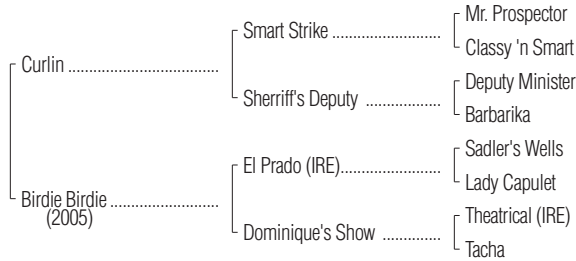 Mr. Prospector
Smart Strike ..................
Classy 'n Smart
Curlin ..................................
Deputy Minister
Sherriff's Deputy .............
Barbarika
Sadler's Wells
El Prado (IRE)..................
Lady Capulet
Birdie Birdie ........................
(2005)
Theatrical (IRE)
Dominique's Show ..........
Tacha